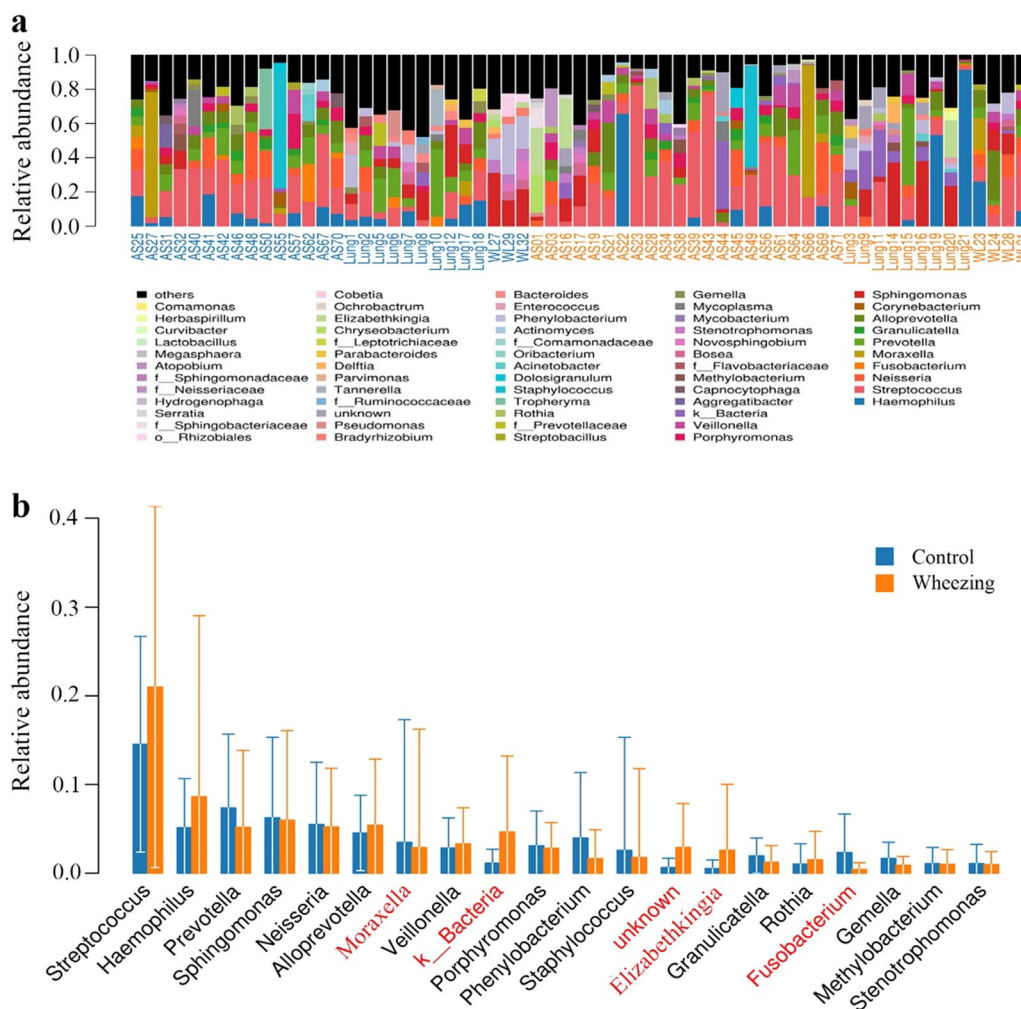 a
Relative abundance
1.0
0.8
0.6
0.4
0.2
0.0
AS25
AS27
AS31
AS32
AS40
AS41
AS42
AS46
AS48
AS50
AS55
AS57
AS62
AS67
AS70
Lung1
Lung2
Lung5
Lung6
Lung7
Lung8
Lung10
Lung12
Lung17
Lung18
WL27
WL29
WL32
AS01
AS03
AS16
AS17
AS19
AS21
AS22
AS23
AS28
AS34
AS38
AS39
AS43
AS44
AS45
AS49
AS56
AS61
AS64
AS66
AS69
AS71
Lung3
Lung9
Lung11
Lung14
Lung15
Lung16
Lung19
Lung20
Lung21
WL23
WL24
WL28
others
Comamonas
Herbaspirillum
Curvibacter
Lactobacillus
Megasphaera
Atopobium
f__Sphingomonadaceae
f__Neisseriaceae
Hydrogenophaga
Serratia
f__Sphingobacteriaceae
o__Rhizobiales
Cobetia
Ochrobactrum
Elizabethkingia
Chryseobacterium
f__Leptotrichiaceae
Parabacteroides
Delftia
Parvimonas
Tannerella
f__Ruminococcaceae
unknown
Pseudomonas
Bradyrhizobium
Bacteroides
Enterococcus
Phenylobacterium
Actinomyces
f__Comamonadaceae
Oribacterium
Acinetobacter
Dolosigranulum
Staphylococcus
Tropheryma
Rothia
f__Prevotellaceae
Streptobacillus
Gemella
Mycoplasma
Mycobacterium
Stenotrophomonas
Novosphingobium
Bosea
f__Flavobacteriaceae
Methylobacterium
Capnocytophaga
Aggregatibacter
k__Bacteria
Veillonella
Porphyromonas
Sphingomonas
Corynebacterium
Alloprevotella
Granulicatella
Prevotella
Moraxella
Fusobacterium
Neisseria
Streptococcus
Haemophilus
b
Relative abundance
0.4
0.3
0.2
0.1
0.0
Control
Wheezing
Streptococcus
Haemophilus
Prevotella
Sphingomonas
Neisseria
Alloprevotella
Moraxella
Veillonella
k__Bacteria
Porphyromonas
Phenylobacterium
Staphylococcus
unknown
Elizabethkingia
Granulicatella
Rothia
Fusobacterium
Gemella
Methylobacterium
Stenotrophomonas